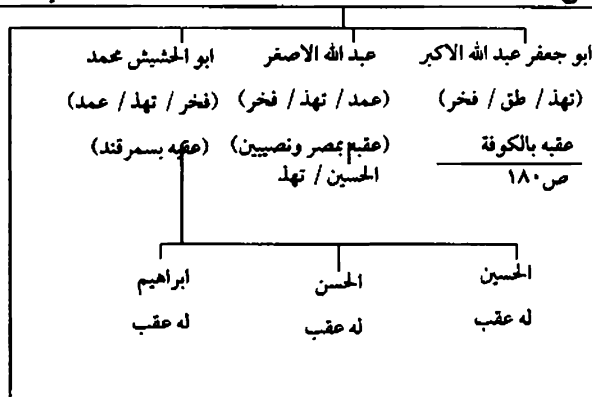 ابو جعفر عبد الله الاكبر
(تهذ / طق / فخر)
عقبه بالكوفة
ص ١٨٠
عبد الله الاصغر
(عمد / تهذ / فخر)
(عقبه بمصر ونصيبين)
الحسين / تهذ
ابو الحشيش محمد
(فخر / تهذ / عمد)
(عقبه بسمرقند)
الحسين
له عقب
الحسن
له عقب
ابراهيم
له عقب